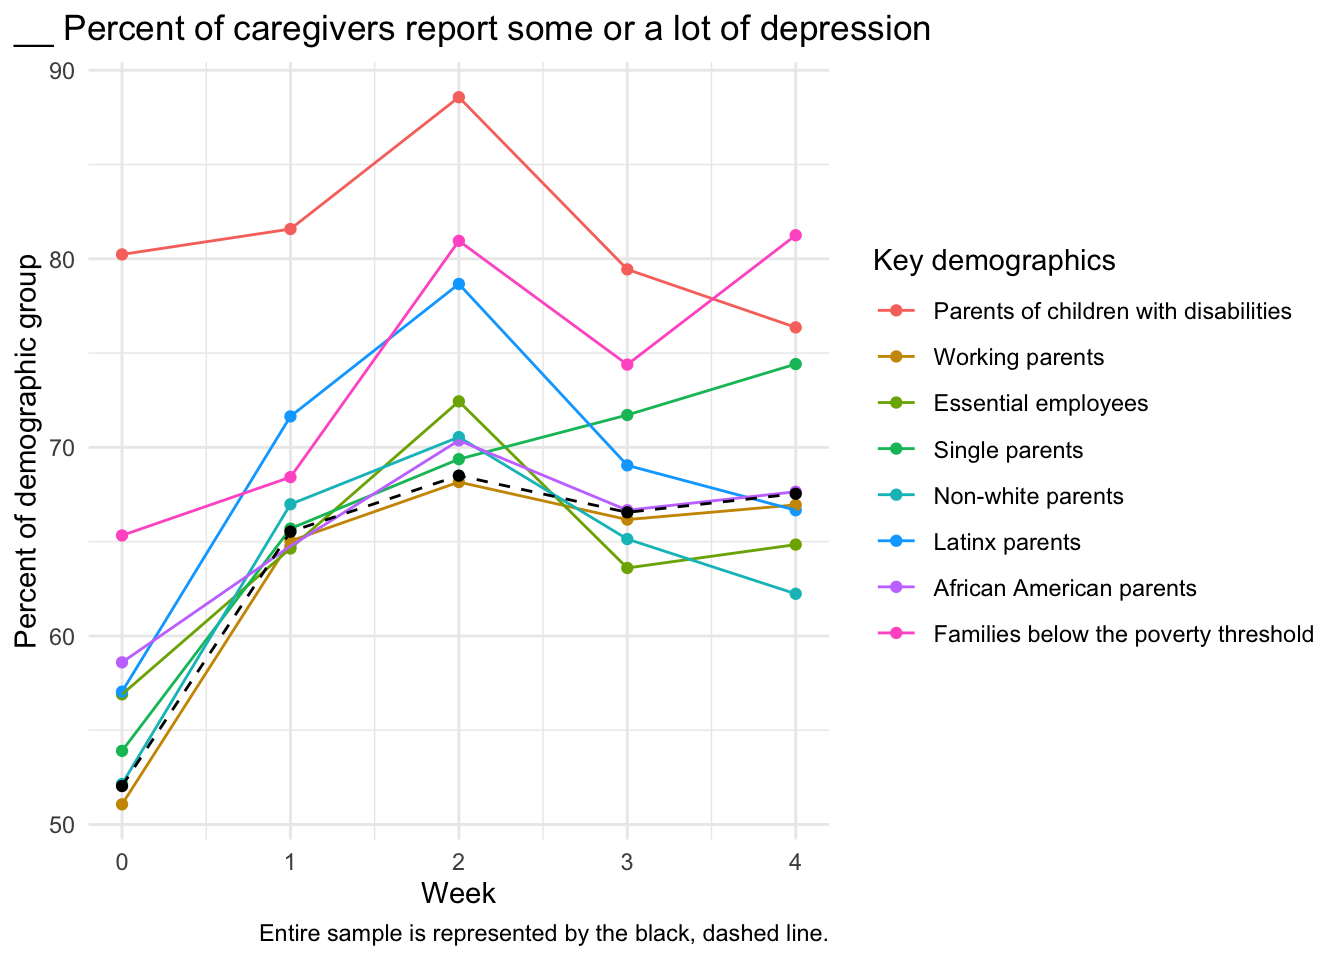 __ Percent of caregivers report some or a lot of depression
90
80
70
60
50
Percent of demographic group
0 1 2 3 4
Week
Entire sample is represented by the black, dashed line.
Key demographics
Parents of children with disabilities
Working parents
Essential employees
Single parents
Non-white parents
Latinx parents
African American parents
Families below the poverty threshold